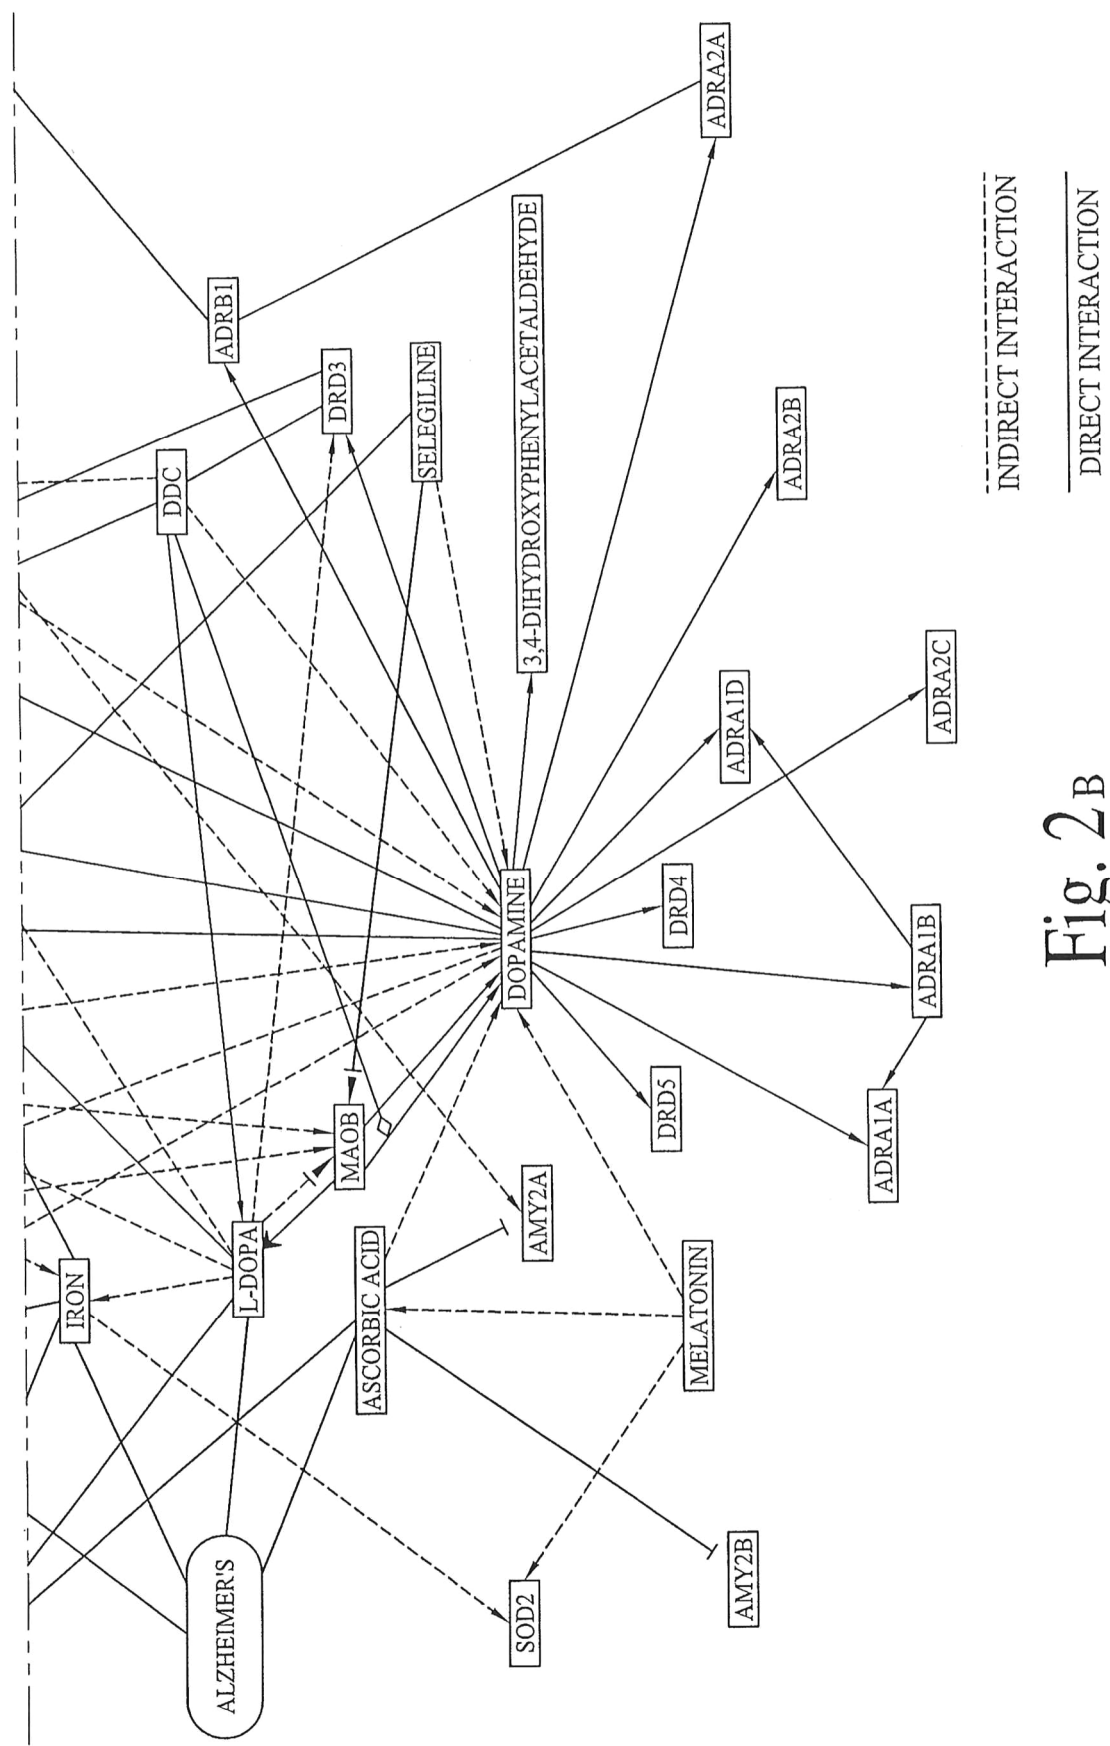 ALZHEIMER'S
IRON
L-DOPA
ASCORBIC ACID
SOD2
AMY2B
MELATONIN
AMY2A
MAOB
DDC
ADRB1
DRD3
SELEGILINE
DOPAMINE
3,4-DIHYDROXYPHENYLACETALDEHYDE
DRD5
DRD4
ADRA1A
ADRA1B
ADRA1D
ADRA2C
ADRA2B
ADRA2A
INDIRECT INTERACTION
DIRECT INTERACTION
Fig. 2B